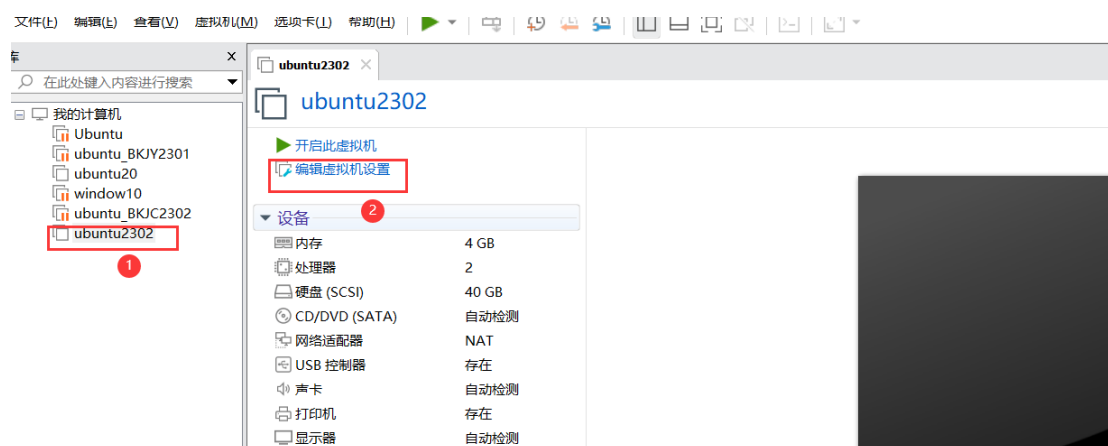 文件(F) 编辑(E) 查看(V) 虚拟机(M) 选项卡(T) 帮助(H)
库
在此处键入内容进行搜索
我的计算机
Ubuntu
ubuntu_BKJY2301
ubuntu20
window10
ubuntu_BKJC2302
ubuntu2302
1
ubuntu2302
ubuntu2302
开启此虚拟机
编辑虚拟机设置
2
设备
内存 4 GB
处理器 2
硬盘 (SCSI) 40 GB
CD/DVD (SATA) 自动检测
网络适配器 NAT
USB 控制器 存在
声卡 自动检测
打印机 存在
显示器 自动检测